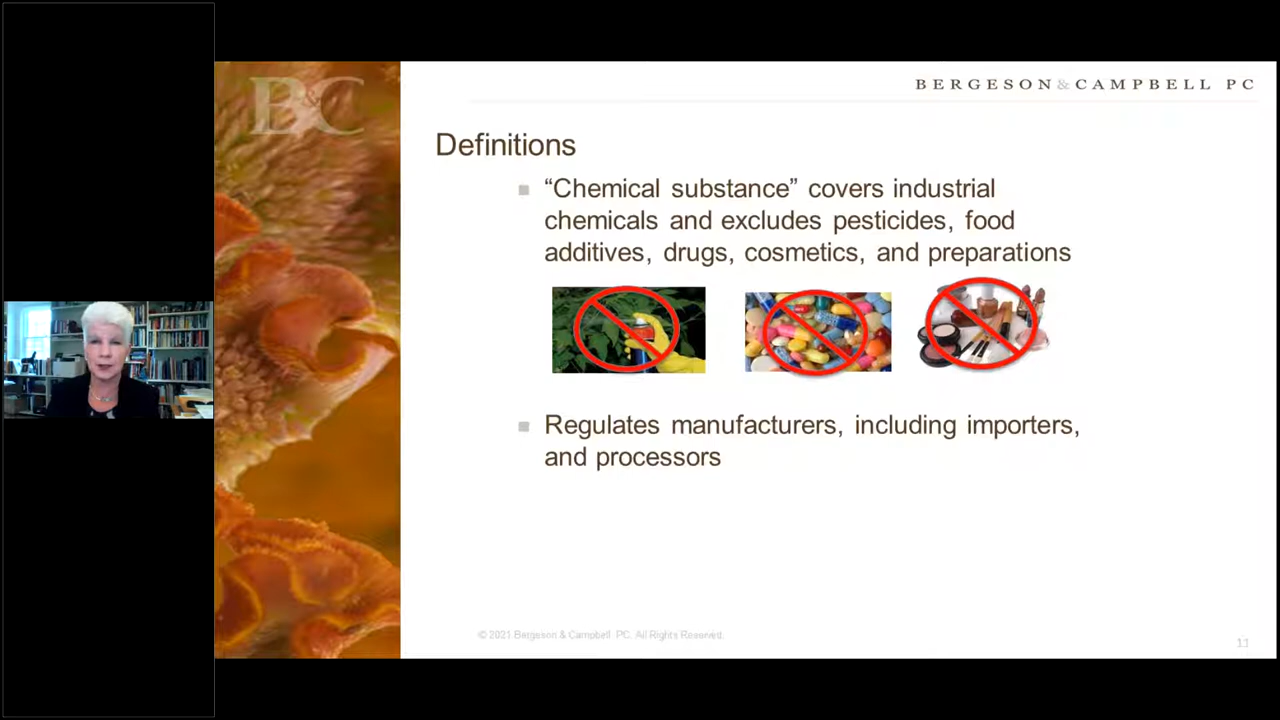 B&C
BERGESON&CAMPBELL PC
Definitions
“Chemical substance” covers industrial
chemicals and excludes pesticides, food
additives, drugs, cosmetics, and preparations
Regulates manufacturers, including importers,
and processors
© 2021 Bergeson & Campbell PC. All Rights Reserved.
11